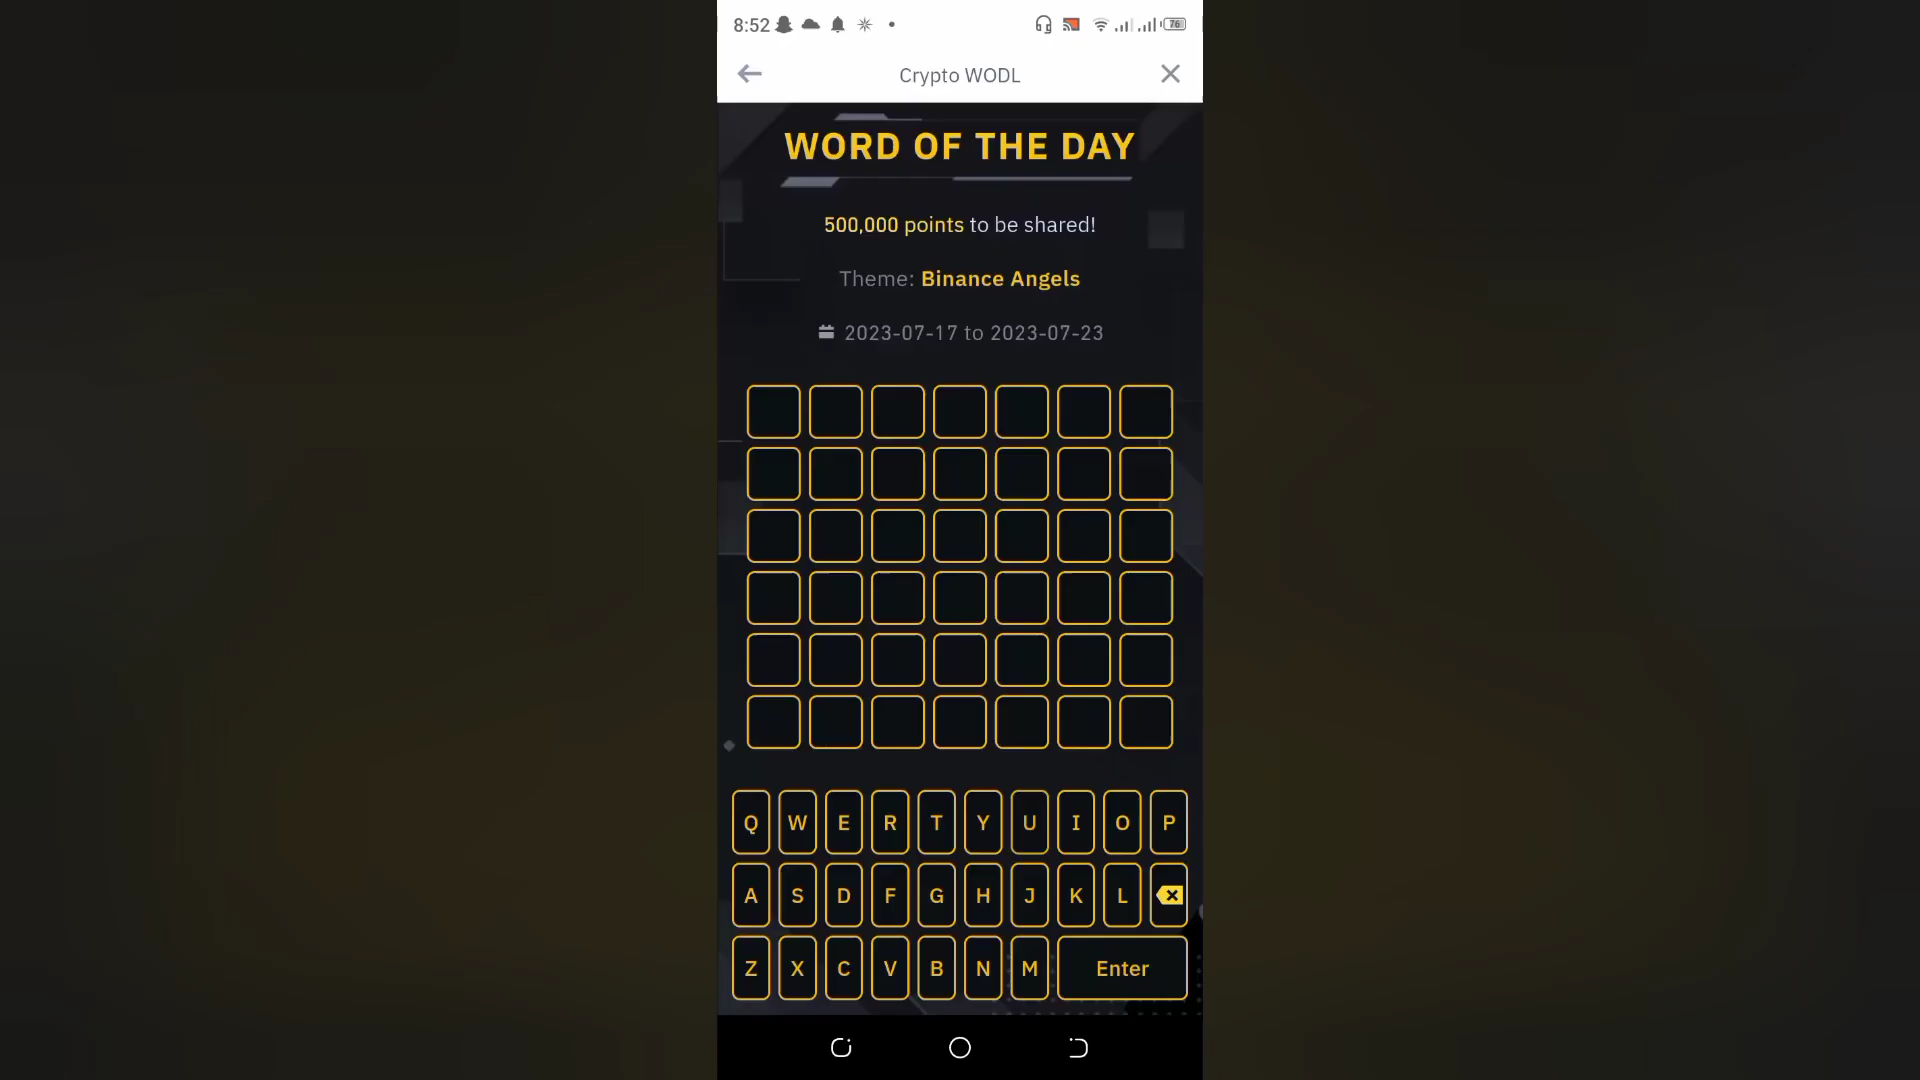 8:52
76
Crypto WODL
WORD OF THE DAY
500,000 points to be shared!
Theme: Binance Angels
2023-07-17 to 2023-07-23
Q W E R T Y U I O P
A S D F G H J K L
Z X C V B N M Enter